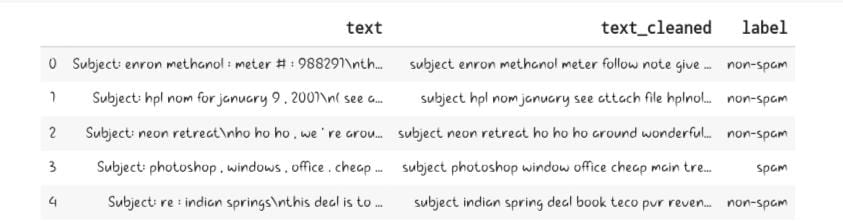 text text_cleaned label
0 Subject: enron methanol : meter # : 988291\nth... subject enron methanol meter follow note give ... non-spam
1 Subject: hpl nom for january 9 , 2001\n( see a... subject hpl nom january see attach file hplnol... non-spam
2 Subject: neon retreat\nho ho ho , we ' re arou... subject neon retreat ho ho ho around wonderful... non-spam
3 Subject: photoshop , windows , office . cheap ... subject photoshop window office cheap main tre... spam
4 Subject: re : indian springs\nthis deal is to ... subject indian spring deal book teco pvr reven... non-spam